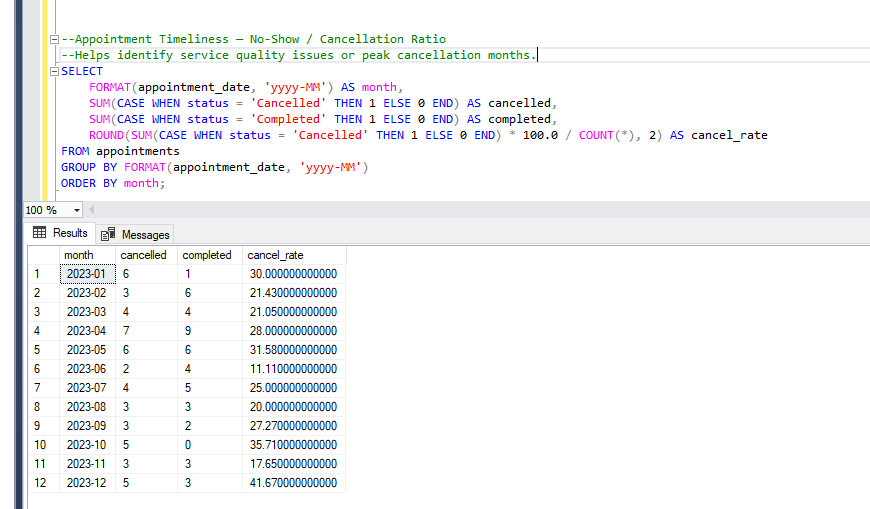 --Appointment Timeliness – No-Show / Cancellation Ratio
--Helps identify service quality issues or peak cancellation months.
SELECT
FORMAT(appointment_date, 'yyyy-MM') AS month,
SUM(CASE WHEN status = 'Cancelled' THEN 1 ELSE 0 END) AS cancelled,
SUM(CASE WHEN status = 'Completed' THEN 1 ELSE 0 END) AS completed,
ROUND(SUM(CASE WHEN status = 'Cancelled' THEN 1 ELSE 0 END) * 100.0 / COUNT(*), 2) AS cancel_rate
FROM appointments
GROUP BY FORMAT(appointment_date, 'yyyy-MM')
ORDER BY month;
100 %
Results Messages
month cancelled completed cancel_rate
1 2023-01 6 1 30.000000000000
2 2023-02 3 6 21.430000000000
3 2023-03 4 4 21.050000000000
4 2023-04 7 9 28.000000000000
5 2023-05 6 6 31.580000000000
6 2023-06 2 4 11.110000000000
7 2023-07 4 5 25.000000000000
8 2023-08 3 3 20.000000000000
9 2023-09 3 2 27.270000000000
10 2023-10 5 0 35.710000000000
11 2023-11 3 3 17.650000000000
12 2023-12 5 3 41.670000000000